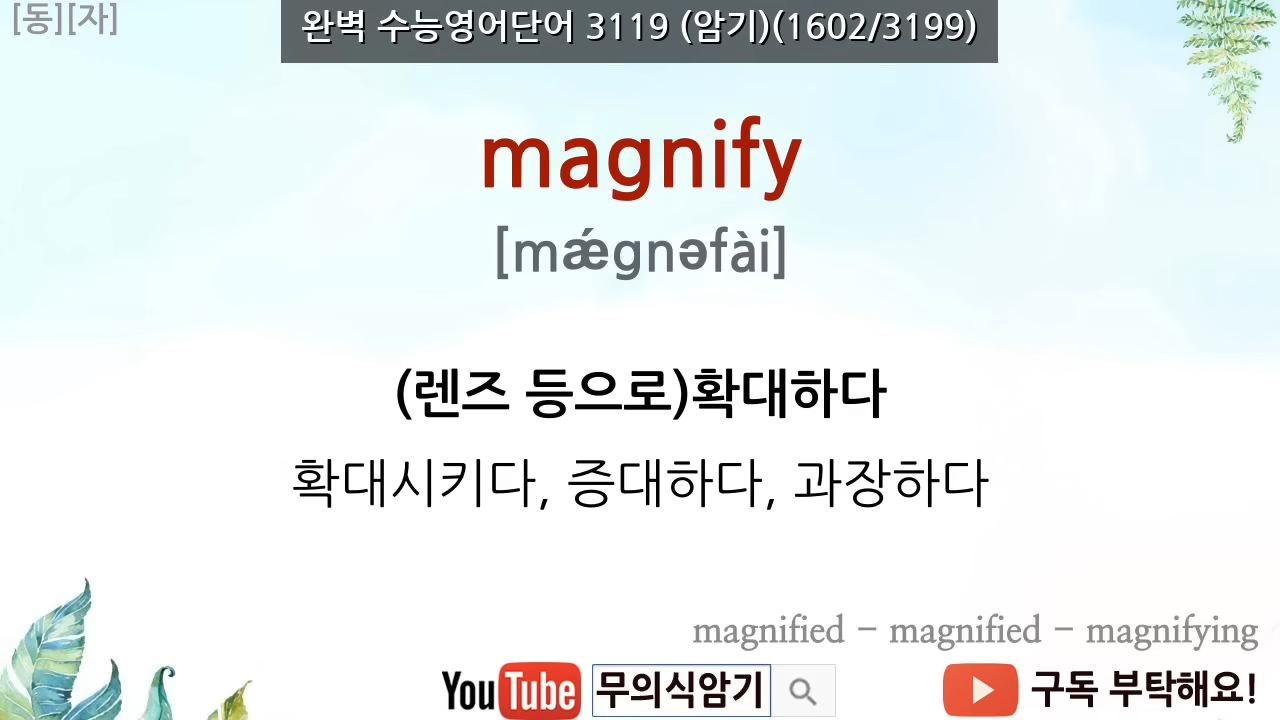 [동][자]
완벽 수능영어단어 3119 (암기)(1602/3199)
magnify
[mǽgnəfài]
(렌즈 등으로)확대하다
확대시키다, 증대하다, 과장하다
magnified – magnified – magnifying
YouTube 무의식암기 구독 부탁해요!